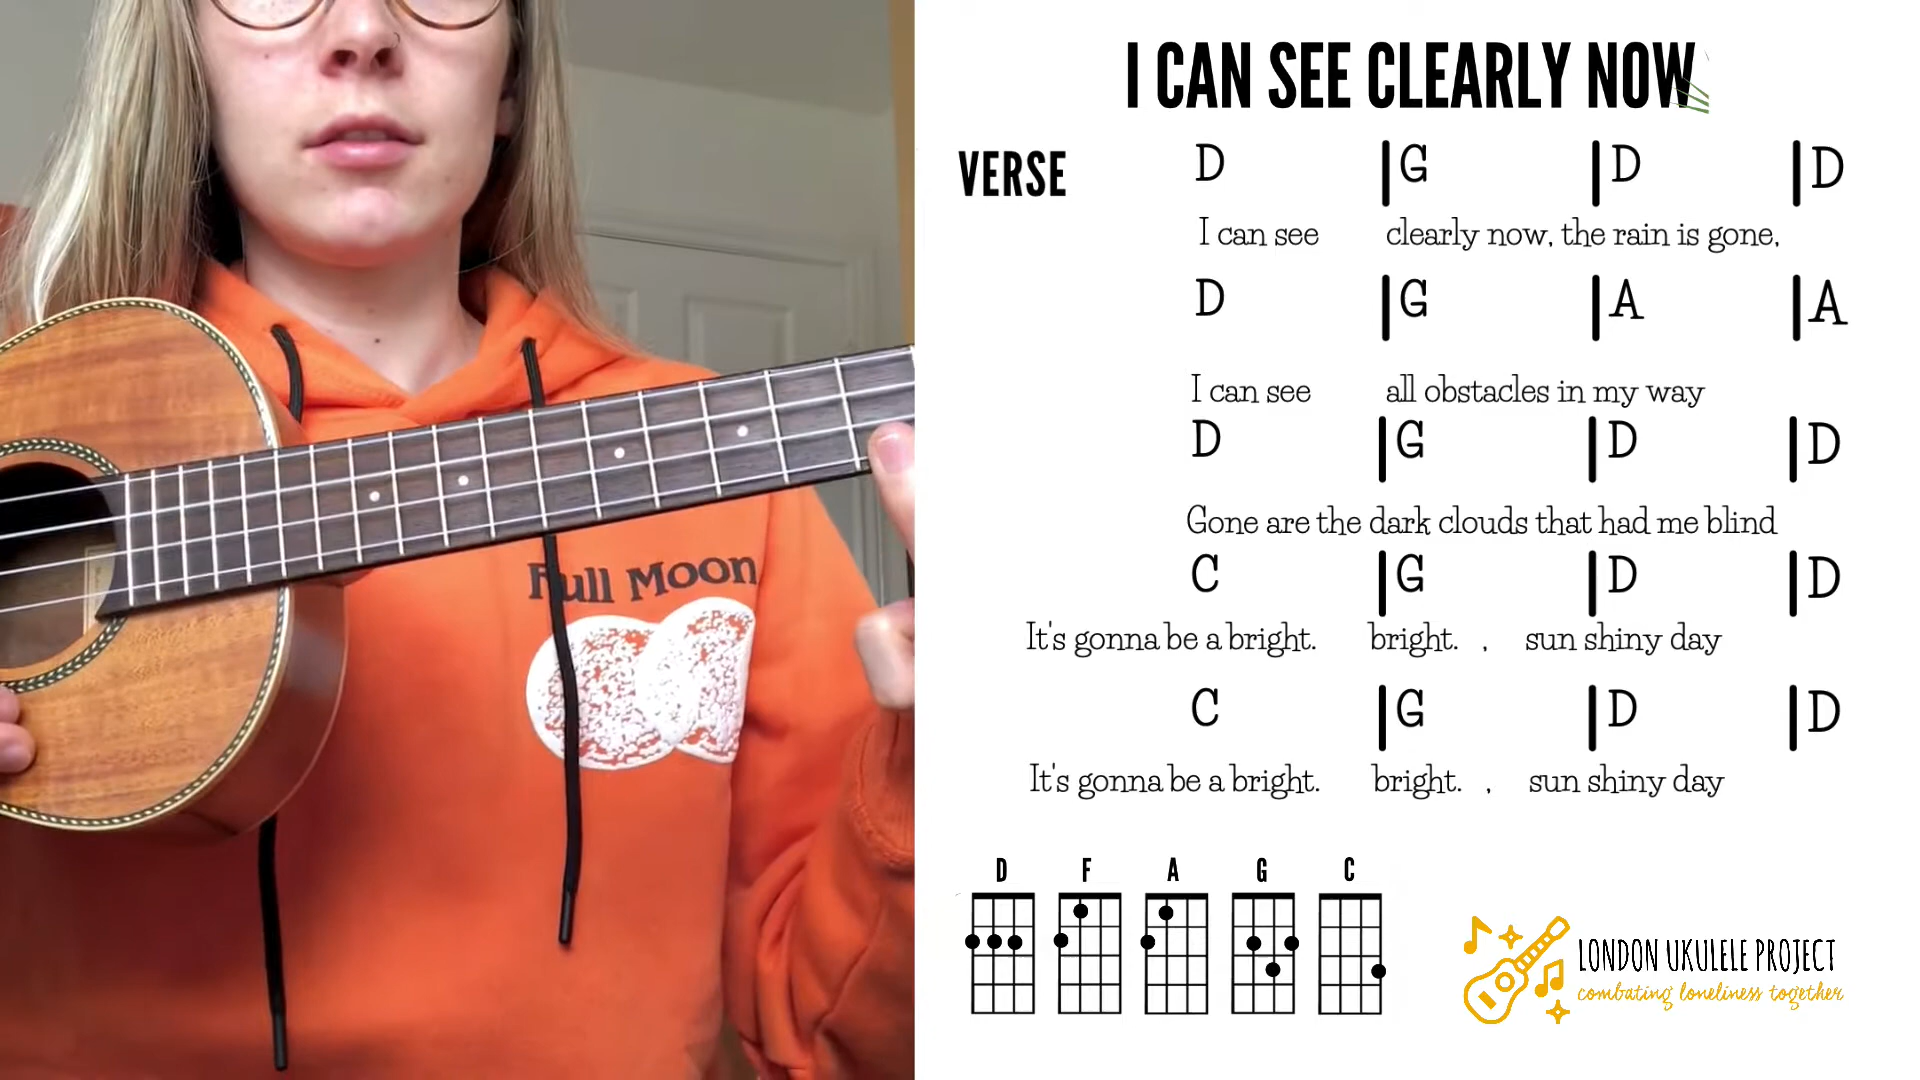 I CAN SEE CLEARLY NOW
VERSE D |G |D |D
I can see clearly now, the rain is gone,
D |G |A |A
I can see all obstacles in my way
D |G |D |D
Gone are the dark clouds that had me blind
C |G |D |D
It's gonna be a bright. bright. , sun shiny day
C |G |D |D
It's gonna be a bright. bright. , sun shiny day
D F A G C
LONDON UKULELE PROJECT
combating loneliness together
Full Moon